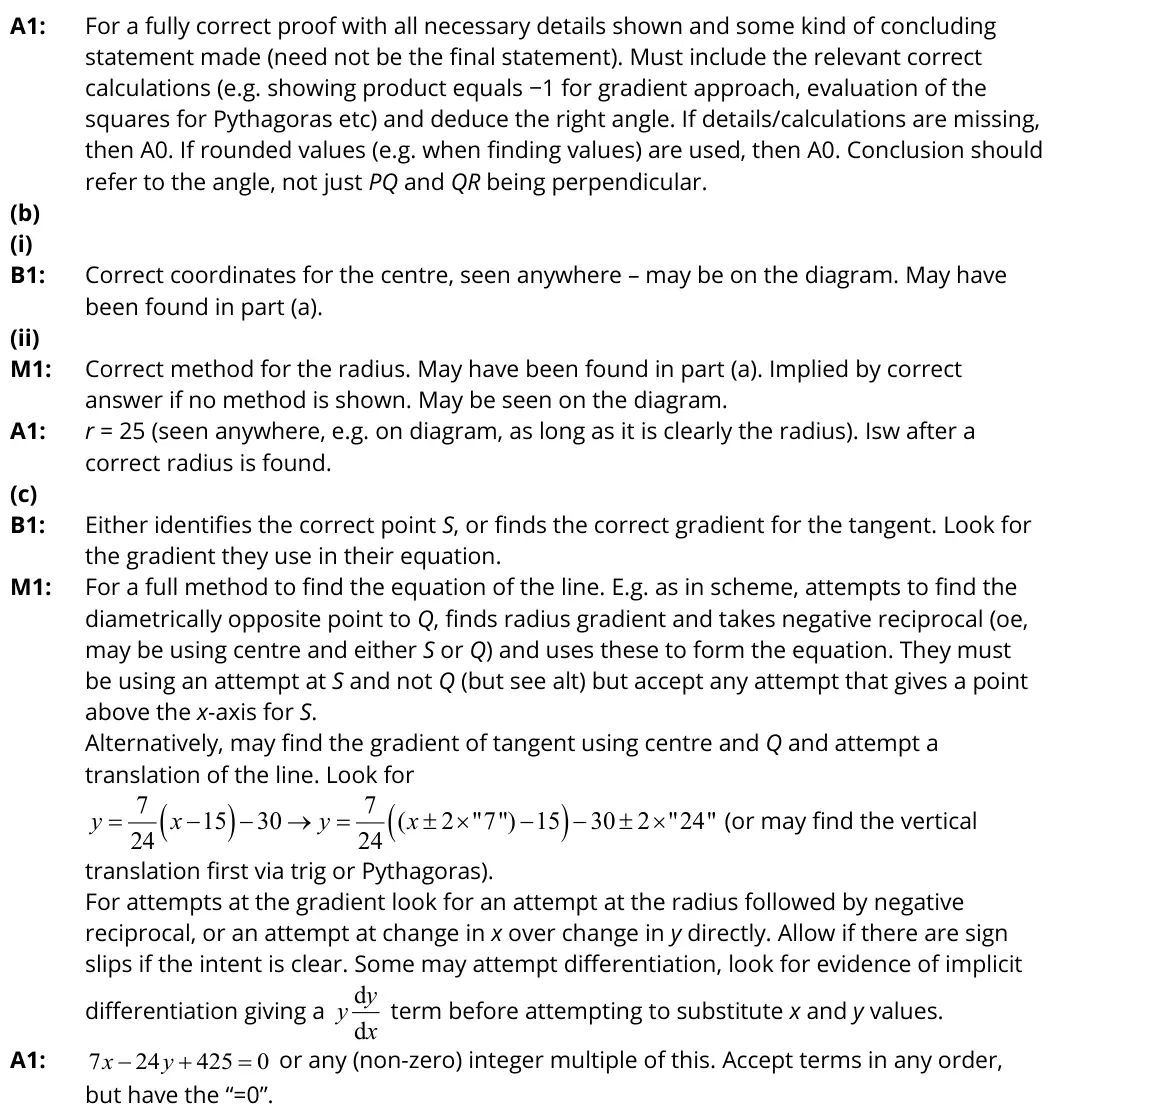 A1: For a fully correct proof with all necessary details shown and some kind of concluding
statement made (need not be the final statement). Must include the relevant correct
calculations (e.g. showing product equals −1 for gradient approach, evaluation of the
squares for Pythagoras etc) and deduce the right angle. If details/calculations are missing,
then A0. If rounded values (e.g. when finding values) are used, then A0. Conclusion should
refer to the angle, not just PQ and QR being perpendicular.
(b)
(i)
B1: Correct coordinates for the centre, seen anywhere – may be on the diagram. May have
been found in part (a).
(ii)
M1: Correct method for the radius. May have been found in part (a). Implied by correct
answer if no method is shown. May be seen on the diagram.
A1: r = 25 (seen anywhere, e.g. on diagram, as long as it is clearly the radius). Isw after a
correct radius is found.
(c)
B1: Either identifies the correct point S, or finds the correct gradient for the tangent. Look for
the gradient they use in their equation.
M1: For a full method to find the equation of the line. E.g. as in scheme, attempts to find the
diametrically opposite point to Q, finds radius gradient and takes negative reciprocal (oe,
may be using centre and either S or Q) and uses these to form the equation. They must
be using an attempt at S and not Q (but see alt) but accept any attempt that gives a point
above the x-axis for S.
Alternatively, may find the gradient of tangent using centre and Q and attempt a
translation of the line. Look for
y = 7/24 (x − 15) − 30 → y = 7/24 ((x ± 2 × "7") − 15) − 30 ± 2 × "24" (or may find the vertical
translation first via trig or Pythagoras).
For attempts at the gradient look for an attempt at the radius followed by negative
reciprocal, or an attempt at change in x over change in y directly. Allow if there are sign
slips if the intent is clear. Some may attempt differentiation, look for evidence of implicit
differentiation giving a y dy/dx term before attempting to substitute x and y values.
A1: 7x − 24y + 425 = 0 or any (non-zero) integer multiple of this. Accept terms in any order,
but have the “=0”.